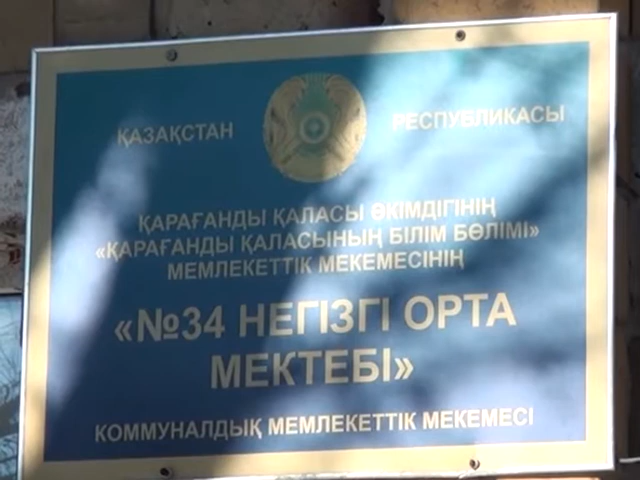 ҚАЗАҚСТАН РЕСПУБЛИКАСЫ
ҚАРАҒАНДЫ ҚАЛАСЫ ӘКІМДІГІНІҢ
«ҚАРАҒАНДЫ ҚАЛАСЫНЫҢ БІЛІМ БӨЛІМІ»
МЕМЛЕКЕТТІК МЕКЕМЕСІНІҢ
«№34 НЕГІЗГІ ОРТА
МЕКТЕБІ»
КОММУНАЛДЫҚ МЕМЛЕКЕТТІК МЕКЕМЕСІ